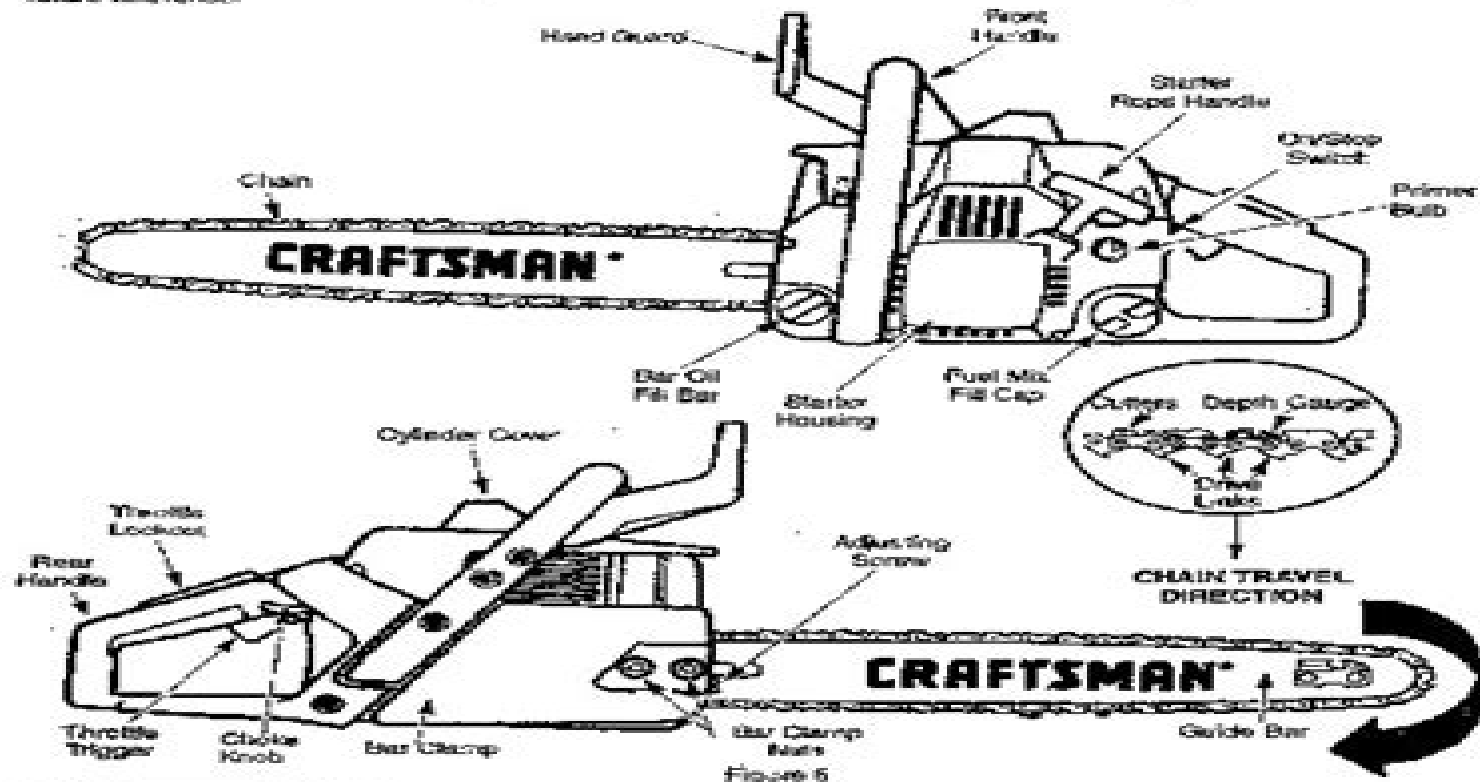 Hand Guard
Front
Handle
Starter
Rope Handle
On/Stop
Switch
Primer
Bulb
Chain
CRAFTSMAN
Bar Oil
Fill Bar
Starter
Housing
Fuel Mix
Fill Cap
Cutters Depth Gauge
Drive
Links
Cylinder Cover
Throttle
Lockout
Rear
Handle
Adjusting
Screw
CHAIN TRAVEL
DIRECTION
CRAFTSMAN
Throttle
Trigger
Choke
Knob
Bar Clamp
Bar Clamp
Nuts
Guide Bar
Figure 6